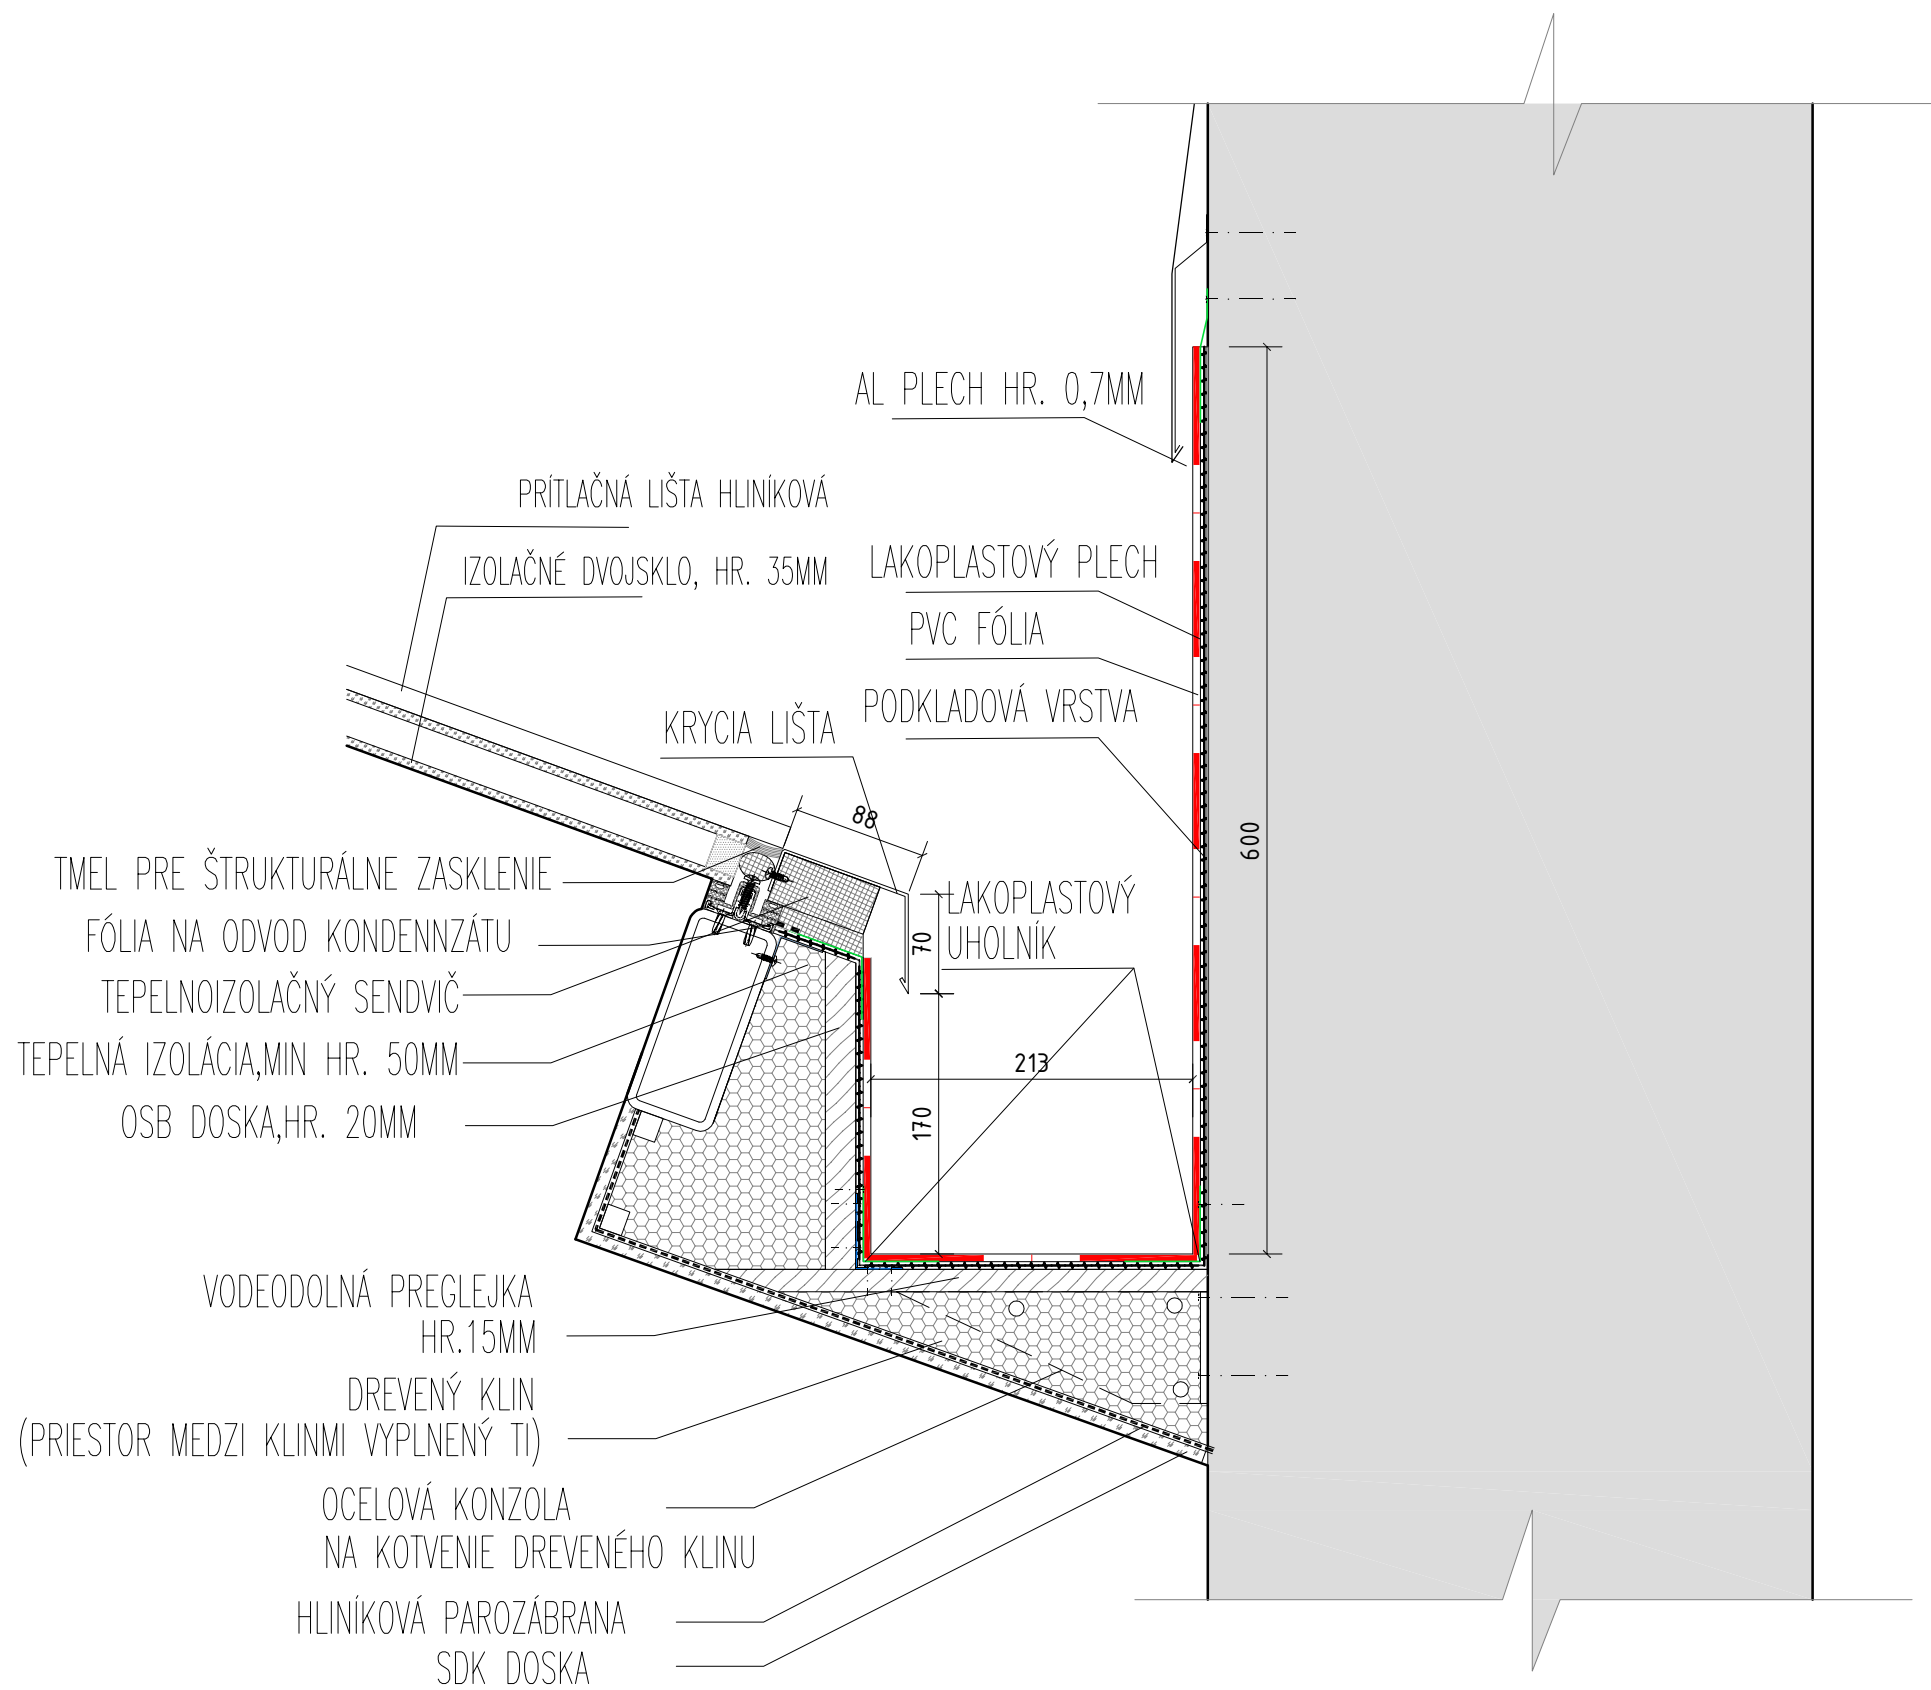 AL PLECH HR. 0,7MM
PRÍTLAČNÁ LIŠTA HLINÍKOVÁ
IZOLAČNÉ DVOJSKLO, HR. 35MM
LAKOPLASTOVÝ PLECH
PVC FÓLIA
PODKLADOVÁ VRSTVA
KRYCIA LIŠTA
88
600
TMEL PRE ŠTRUKTURÁLNE ZASKLENIE
LAKOPLASTOVÝ
UHOLNÍK
70
FÓLIA NA ODVOD KONDENNZÁTU
TEPELNOIZOLAČNÝ SENDVIČ
TEPELNÁ IZOLÁCIA,MIN HR. 50MM
213
170
OSB DOSKA,HR. 20MM
VODEODOLNÁ PREGLEJKA
HR.15MM
DREVENÝ KLIN
(PRIESTOR MEDZI KLINMI VYPLNENÝ TI)
OCELOVÁ KONZOLA
NA KOTVENIE DREVENÉHO KLINU
HLINÍKOVÁ PAROZÁBRANA
SDK DOSKA